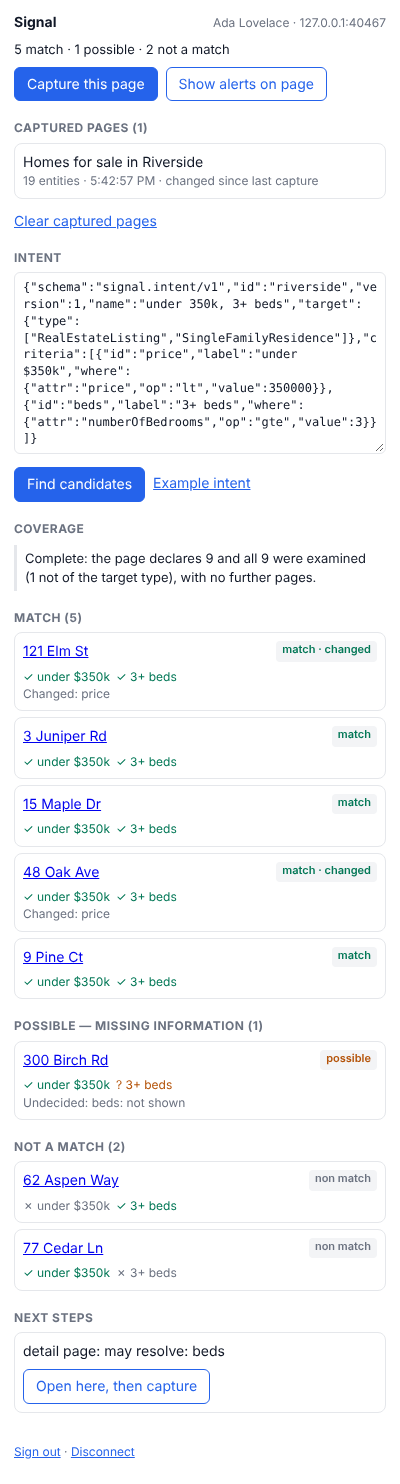 Signal
Ada Lovelace · 127.0.0.1:40467
5 match · 1 possible · 2 not a match
Capture this page
Show alerts on page
CAPTURED PAGES (1)
Homes for sale in Riverside
19 entities · 5:42:57 PM · changed since last capture
Clear captured pages
INTENT
{"schema":"signal.intent/v1","id":"riverside","ve
rsion":1,"name":"under 350k, 3+ beds","target":
{"type":
["RealEstateListing","SingleFamilyResidence"]},"c
riteria":[{"id":"price","label":"under
$350k","where":
{"attr":"price","op":"lt","value":350000}},
{"id":"beds","label":"3+ beds","where":
{"attr":"numberOfBedrooms","op":"gte","value":3}}
]}
Find candidates
Example intent
COVERAGE
Complete: the page declares 9 and all 9 were examined
(1 not of the target type), with no further pages.
MATCH (5)
121 Elm St
match · changed
✓ under $350k ✓ 3+ beds
Changed: price
3 Juniper Rd
match
✓ under $350k ✓ 3+ beds
15 Maple Dr
match
✓ under $350k ✓ 3+ beds
48 Oak Ave
match · changed
✓ under $350k ✓ 3+ beds
Changed: price
9 Pine Ct
match
✓ under $350k ✓ 3+ beds
POSSIBLE — MISSING INFORMATION (1)
300 Birch Rd
possible
✓ under $350k ? 3+ beds
Undecided: beds: not shown
NOT A MATCH (2)
62 Aspen Way
non match
× under $350k ✓ 3+ beds
77 Cedar Ln
non match
✓ under $350k × 3+ beds
NEXT STEPS
detail page: may resolve: beds
Open here, then capture
Sign out · Disconnect